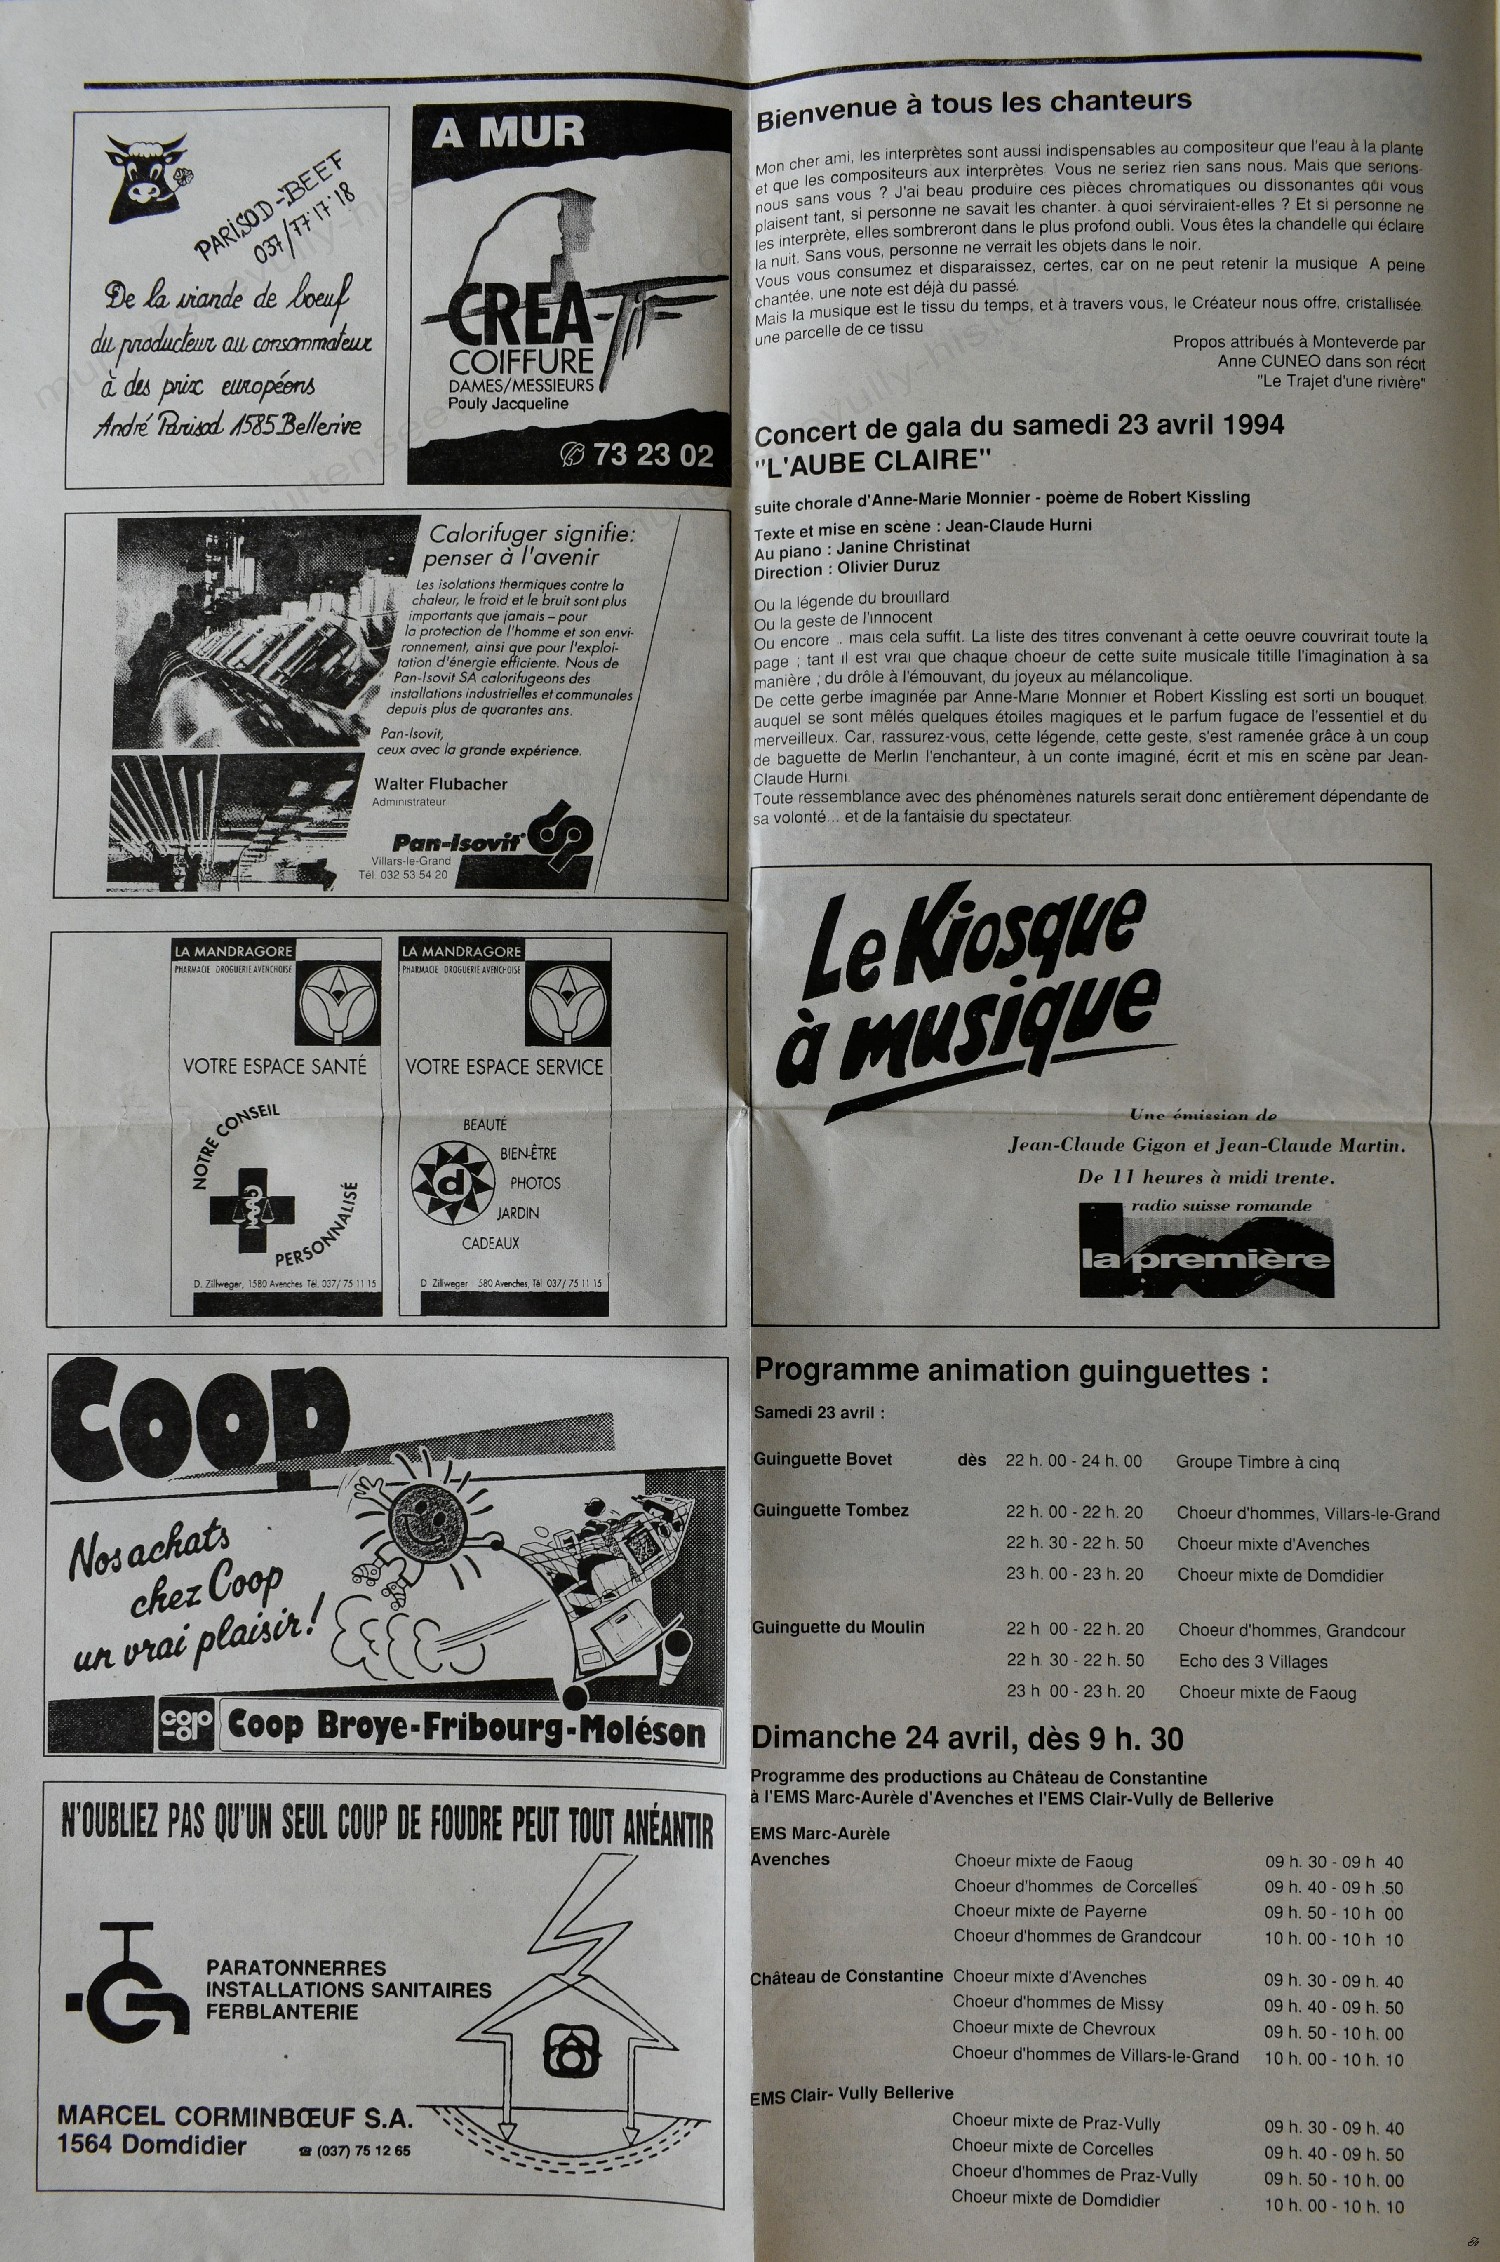 PARISOD-BEEF
037/77'17'18
De la viande de boeuf
du producteur au consommateur
à des prix européens
André Parisod 1585 Bellerive
A MUR
CREA-TIF
COIFFURE
DAMES/MESSIEURS
Pouly Jacqueline
73 23 02
Calorifuger signifie:
penser à l'avenir
Les isolations thermiques contre la
chaleur, le froid et le bruit sont plus
importants que jamais – pour
la protection de l'homme et son envi-
ronnement, ainsi que pour l'exploi-
tation d'énergie efficiente. Nous de
Pan-Isovit SA calorifugeons des
installations industrielles et communales
depuis plus de quarantes ans.
Pan-Isovit,
ceux avec la grande expérience.
Walter Flubacher
Administrateur
Pan-Isovit
Villars-le-Grand
Tél. 032 53 54 20
LA MANDRAGORE
PHARMACIE DROGUERIE AVENCHOISE
VOTRE ESPACE SANTÉ
NOTRE CONSEIL
PERSONNALISÉ
D. Zillweger, 1580 Avenches Tél. 037/ 75 11 15
LA MANDRAGORE
PHARMACIE DROGUERIE AVENCHOISE
VOTRE ESPACE SERVICE
BEAUTÉ
BIEN-ÊTRE
d
PHOTOS
JARDIN
CADEAUX
D Zillweger 580 Avenches, Tél 037/ 75 11 15
Coop
Nos achats
chez Coop
un vrai plaisir!
coop
Coop Broye-Fribourg-Moléson
N'OUBLIEZ PAS QU'UN SEUL COUP DE FOUDRE PEUT TOUT ANÉANTIR
PARATONNERRES
INSTALLATIONS SANITAIRES
FERBLANTERIE
MARCEL CORMINBŒUF S.A.
1564 Domdidier ☎ (037) 75 12 65
Bienvenue à tous les chanteurs
Mon cher ami, les interprètes sont aussi indispensables au compositeur que l'eau à la plante
et que les compositeurs aux interprètes Vous ne seriez rien sans nous. Mais que serions-
nous sans vous ? J'ai beau produire ces pièces chromatiques ou dissonantes qui vous
plaisent tant, si personne ne savait les chanter. à quoi serviraient-elles ? Et si personne ne
les interprète, elles sombreront dans le plus profond oubli. Vous êtes la chandelle qui éclaire
la nuit. Sans vous, personne ne verrait les objets dans le noir.
Vous vous consumez et disparaissez, certes, car on ne peut retenir la musique A peine
chantée, une note est déjà du passé.
Mais la musique est le tissu du temps, et à travers vous, le Créateur nous offre, cristallisée
une parcelle de ce tissu
Propos attribués à Monteverde par
Anne CUNEO dans son récit
"Le Trajet d'une rivière"
Concert de gala du samedi 23 avril 1994
"L'AUBE CLAIRE"
suite chorale d'Anne-Marie Monnier - poème de Robert Kissling
Texte et mise en scène : Jean-Claude Hurni
Au piano : Janine Christinat
Direction : Olivier Duruz
Ou la légende du brouillard
Ou la geste de l'innocent
Ou encore .. mais cela suffit. La liste des titres convenant à cette oeuvre couvrirait toute la
page ; tant il est vrai que chaque choeur de cette suite musicale titille l'imagination à sa
manière ; du drôle à l'émouvant, du joyeux au mélancolique.
De cette gerbe imaginée par Anne-Marie Monnier et Robert Kissling est sorti un bouquet
auquel se sont mêlés quelques étoiles magiques et le parfum fugace de l'essentiel et du
merveilleux. Car, rassurez-vous, cette légende, cette geste, s'est ramenée grâce à un coup
de baguette de Merlin l'enchanteur, à un conte imaginé, écrit et mis en scène par Jean-
Claude Hurni
Toute ressemblance avec des phénomènes naturels serait donc entièrement dépendante de
sa volonté... et de la fantaisie du spectateur.
Le Kiosque
à musique
Une émission de
Jean-Claude Gigon et Jean-Claude Martin.
De 11 heures à midi trente.
radio suisse romande
la première
Programme animation guinguettes :
Samedi 23 avril :
Guinguette Bovet dès 22 h. 00 - 24 h. 00 Groupe Timbre à cinq
Guinguette Tombez 22 h. 00 - 22 h. 20 Choeur d'hommes, Villars-le-Grand
22 h. 30 - 22 h. 50 Choeur mixte d'Avenches
23 h. 00 - 23 h. 20 Choeur mixte de Domdidier
Guinguette du Moulin 22 h 00 - 22 h. 20 Choeur d'hommes, Grandcour
22 h 30 - 22 h. 50 Echo des 3 Villages
23 h 00 - 23 h. 20 Choeur mixte de Faoug
Dimanche 24 avril, dès 9 h. 30
Programme des productions au Château de Constantine
à l'EMS Marc-Aurèle d'Avenches et l'EMS Clair-Vully de Bellerive
EMS Marc-Aurèle
Avenches Choeur mixte de Faoug 09 h. 30 - 09 h 40
Choeur d'hommes de Corcelles 09 h. 40 - 09 h .50
Choeur mixte de Payerne 09 h. 50 - 10 h 00
Choeur d'hommes de Grandcour 10 h. 00 - 10 h 10
Château de Constantine Choeur mixte d'Avenches 09 h. 30 - 09 h. 40
Choeur d'hommes de Missy 09 h. 40 - 09 h. 50
Choeur mixte de Chevroux 09 h. 50 - 10 h. 00
Choeur d'hommes de Villars-le-Grand 10 h. 00 - 10 h. 10
EMS Clair- Vully Bellerive
Choeur mixte de Praz-Vully 09 h. 30 - 09 h. 40
Choeur mixte de Corcelles 09 h. 40 - 09 h. 50
Choeur d'hommes de Praz-Vully 09 h. 50 - 10 h. 00
Choeur mixte de Domdidier 10 h. 00 - 10 h. 10